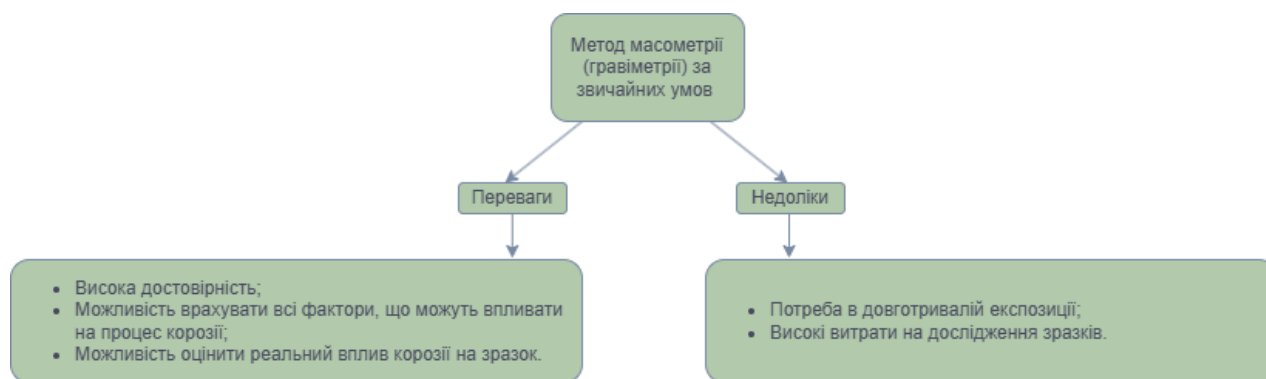 Метод масометрії
(гравіметрії) за
звичайних умов
Переваги
Недоліки
• Висока достовірність;
• Можливість врахувати всі фактори, що можуть впливати
на процес корозії;
• Можливість оцінити реальний вплив корозії на зразок.
• Потреба в довготривалій експозиції;
• Високі витрати на дослідження зразків.